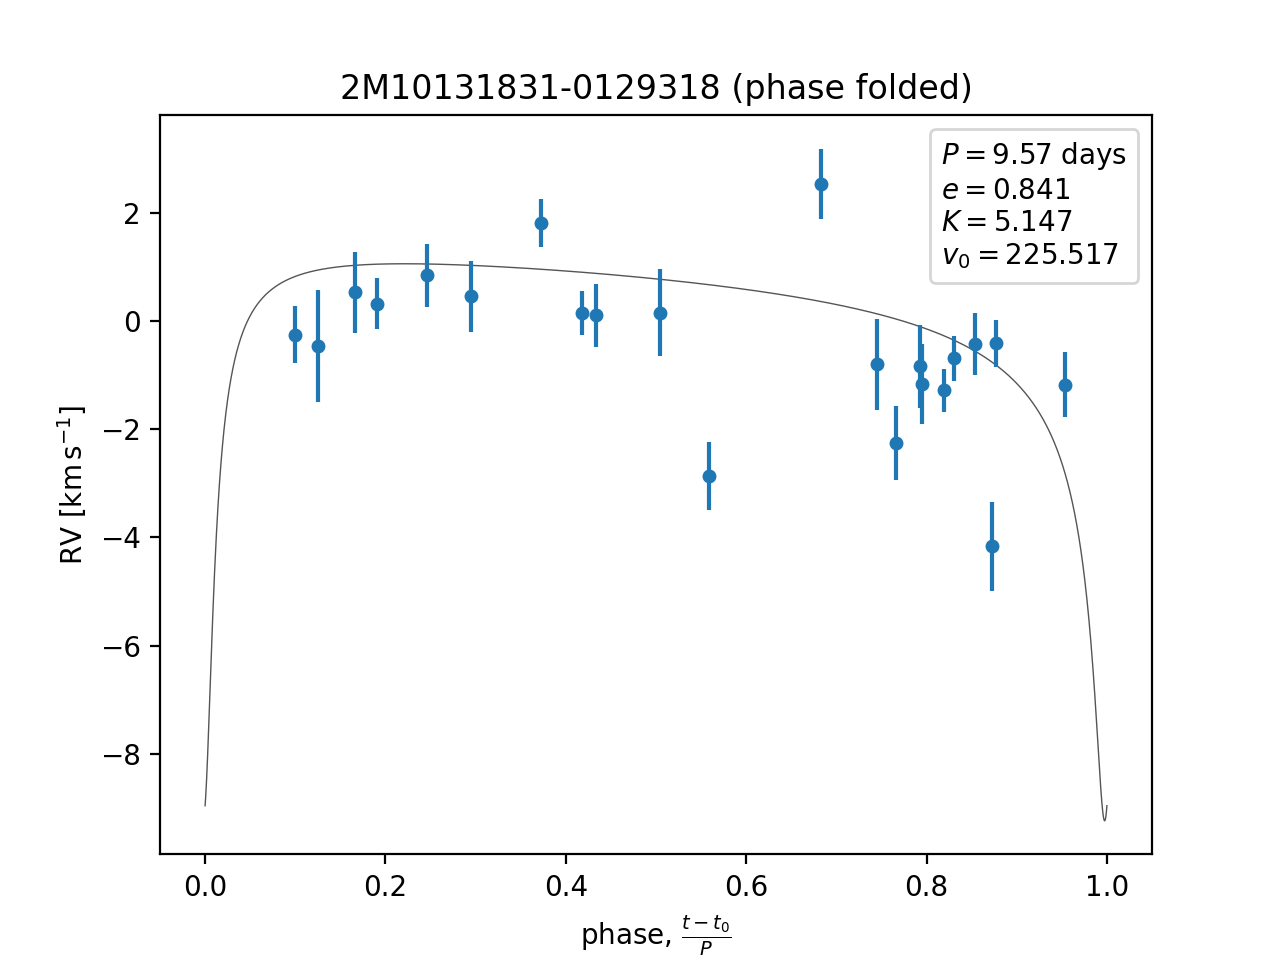 2M10131831-0129318 (phase folded)
P = 9.57 days
e = 0.841
K = 5.147
v₀ = 225.517
2
0
−2
−4
−6
−8
RV [km s⁻¹]
0.0 0.2 0.4 0.6 0.8 1.0
phase, (t − t₀)/P